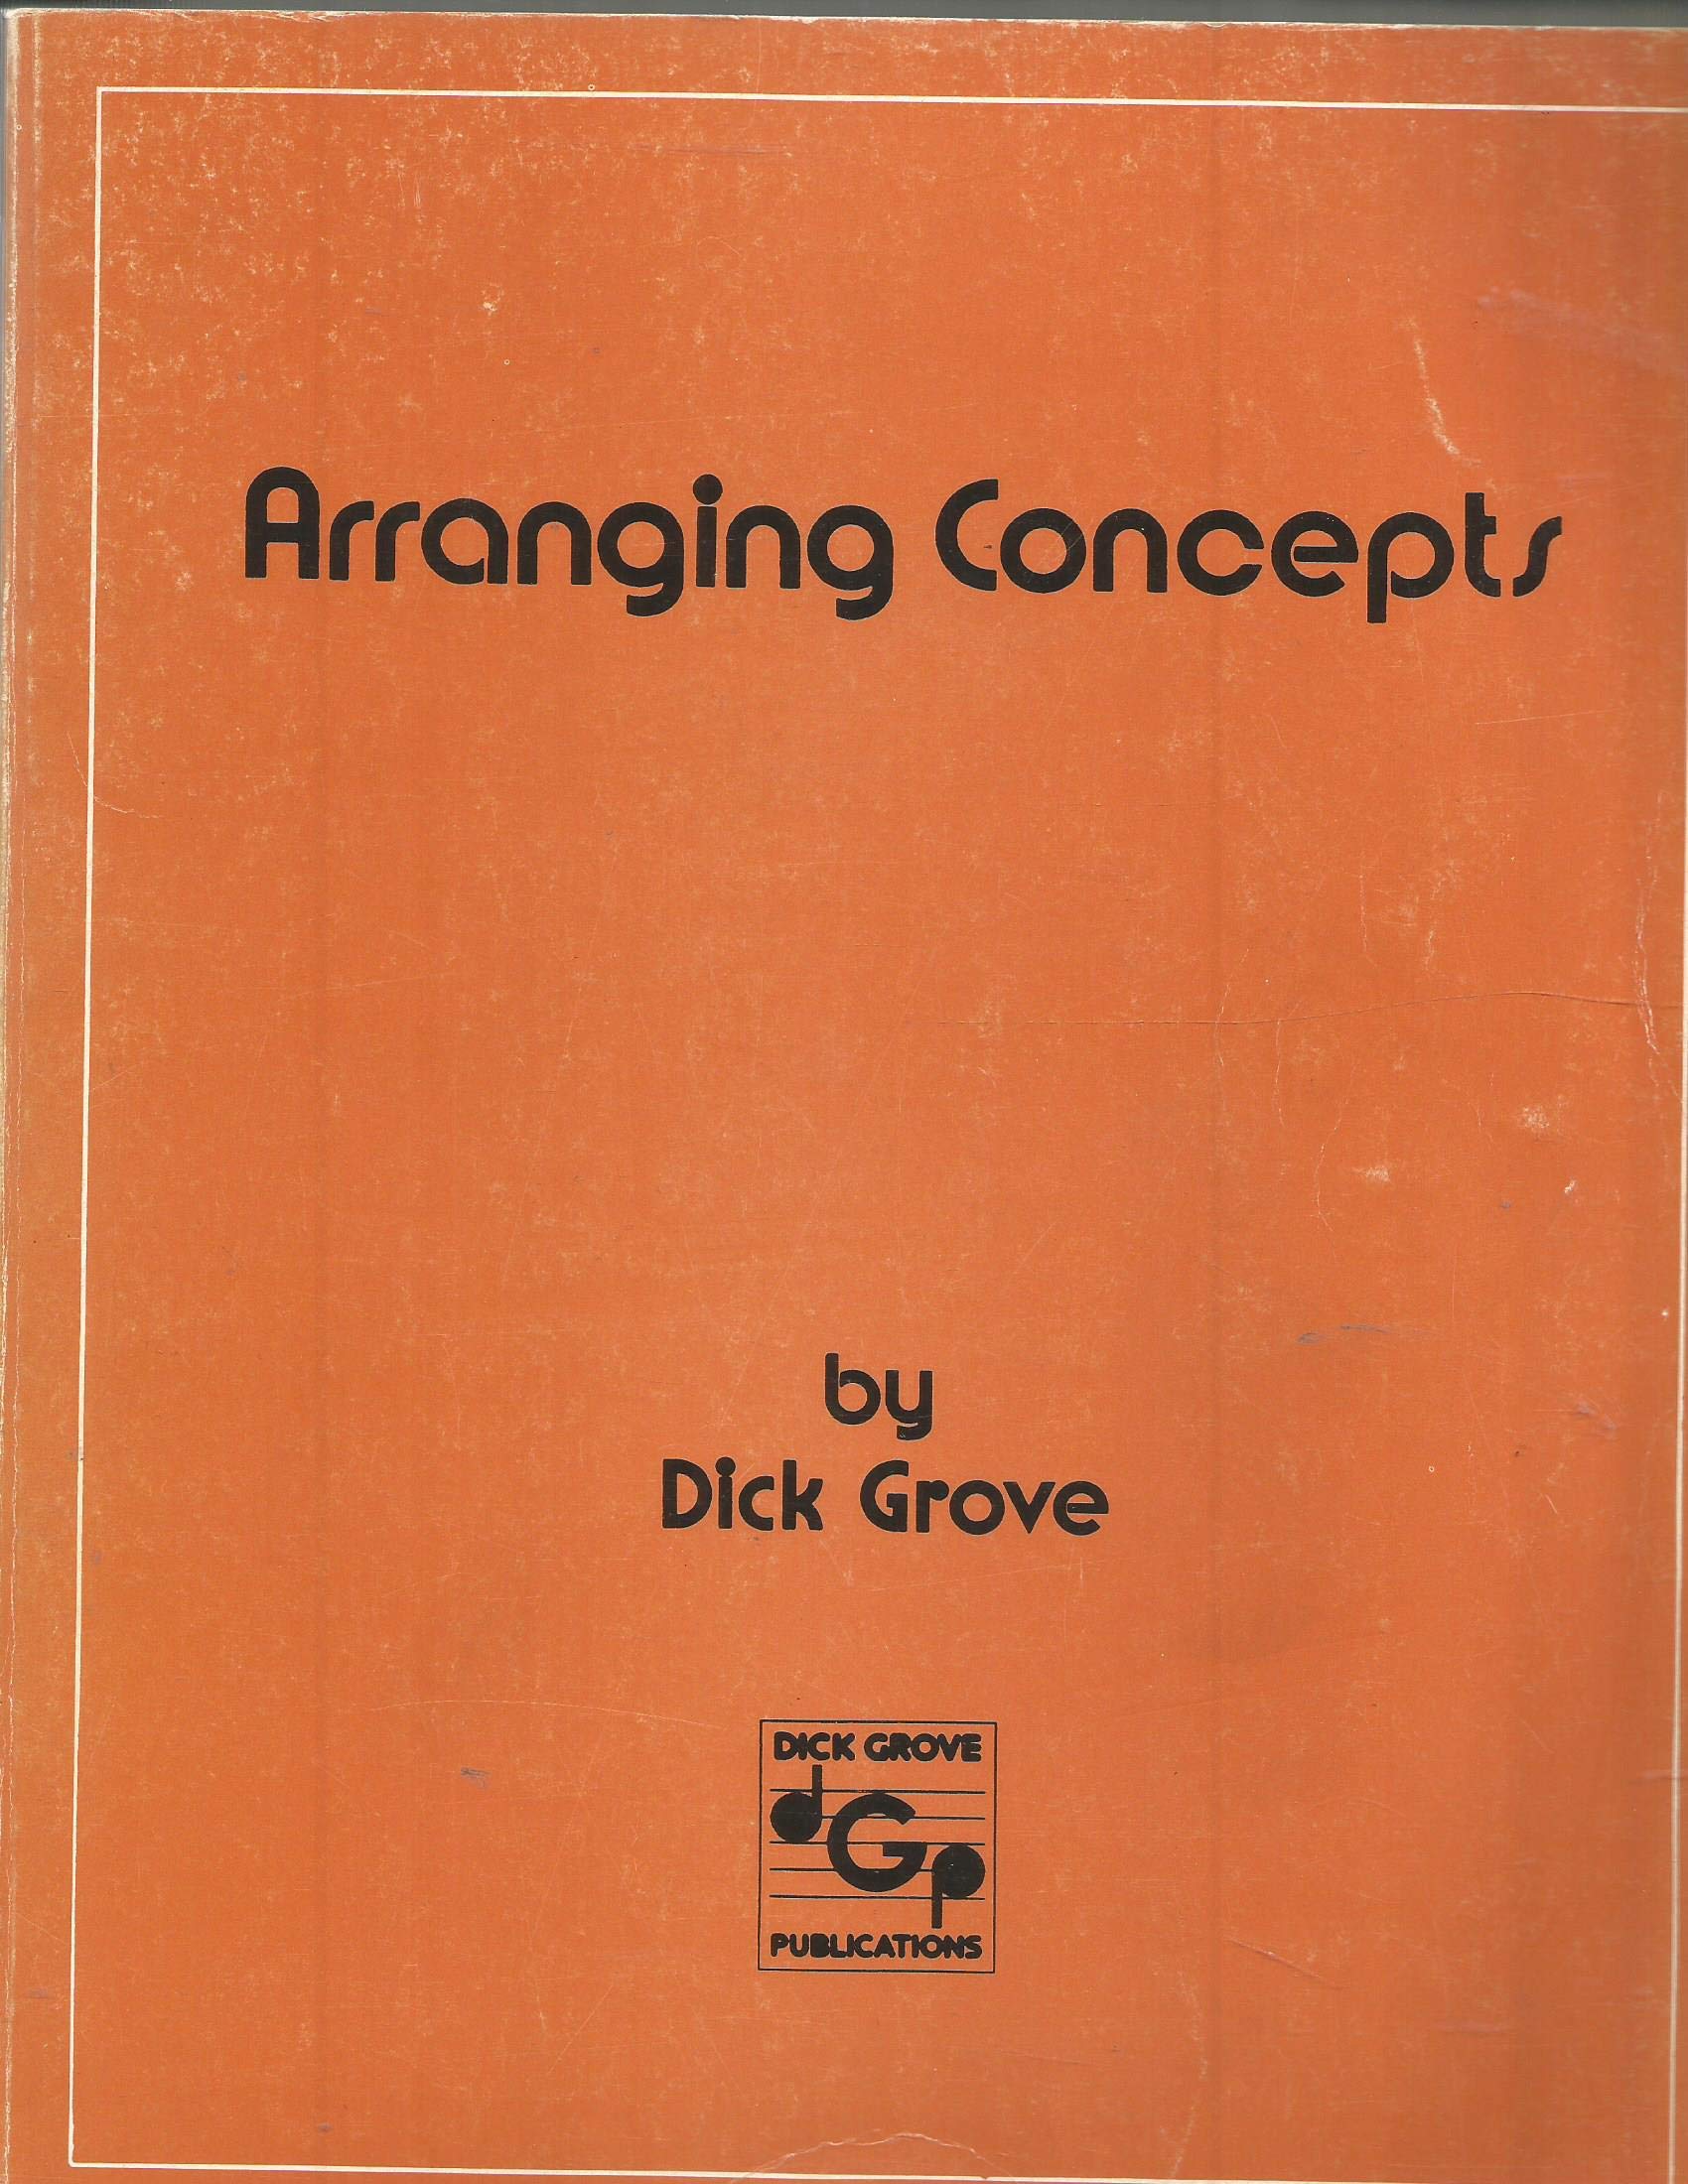 Arranging Concepts
by
Dick Grove
DICK GROVE
dGp
PUBLICATIONS